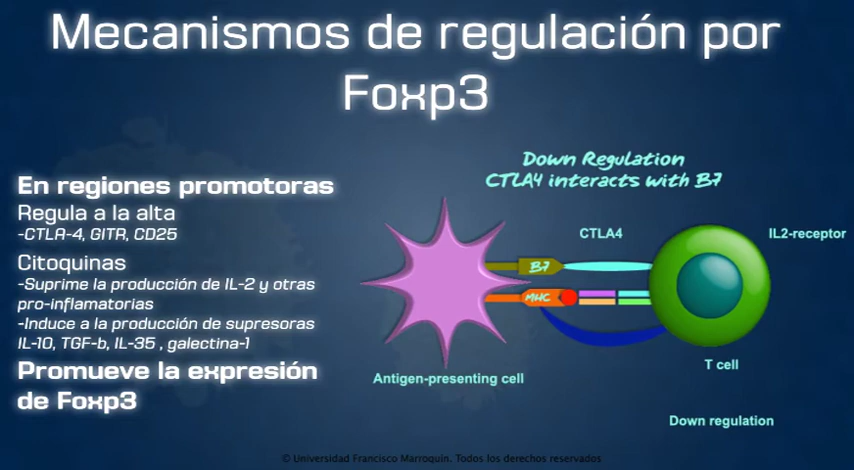 Mecanismos de regulación por
Foxp3
En regiones promotoras
Regula a la alta
-CTLA-4, GITR, CD25
Citoquinas
-Suprime la producción de IL-2 y otras
pro-inflamatorias
-Induce a la producción de supresoras
IL-10, TGF-b, IL-35 , galectina-1
Promueve la expresión
de Foxp3
Down Regulation
CTLA4 interacts with B7
CTLA4
IL2-receptor
B7
MHC
Antigen-presenting cell
T cell
Down regulation
© Universidad Francisco Marroquín. Todos los derechos reservados